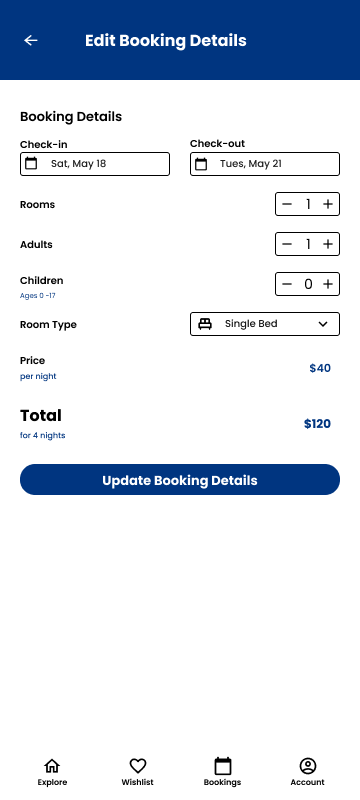 Edit Booking Details
Booking Details
Check-in
Check-out
Sat, May 18
Tues, May 21
Rooms
1
Adults
1
Children
0
Ages 0 -17
Room Type
Single Bed
Price
per night
$40
Total
for 4 nights
$120
Update Booking Details
Explore
Wishlist
Bookings
Account